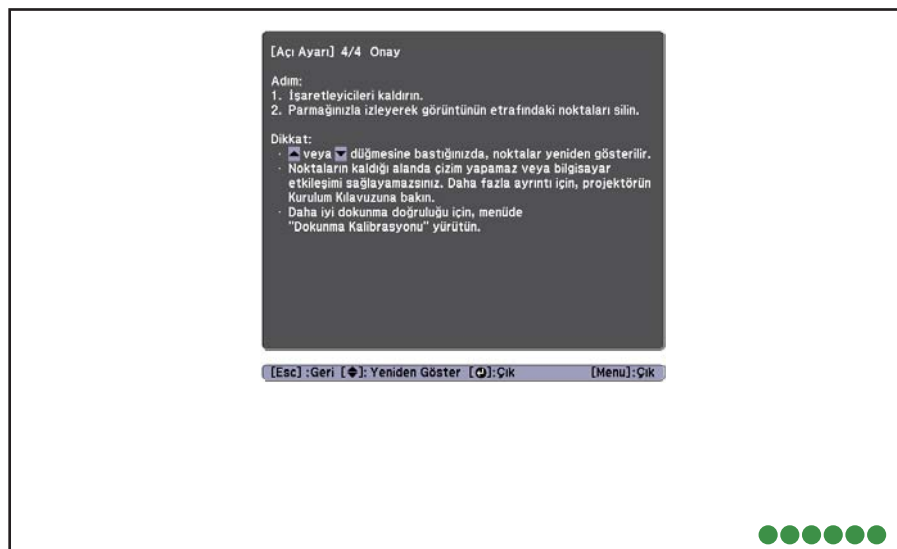 [Açı Ayarı] 4/4 Onay
Adım:
1. İşaretleyicileri kaldırın.
2. Parmağınızla izleyerek görüntünün etrafındaki noktaları silin.
Dikkat:
· ▲ veya ▼ düğmesine bastığınızda, noktalar yeniden gösterilir.
· Noktaların kaldığı alanda çizim yapamaz veya bilgisayar
etkileşimi sağlayamazsınız. Daha fazla ayrıntı için, projektörün
Kurulum Kılavuzuna bakın.
· Daha iyi dokunma doğruluğu için, menüde
"Dokunma Kalibrasyonu" yürütün.
[Esc] :Geri [◆]: Yeniden Göster [⏎]:Çık [Menu]:Çık